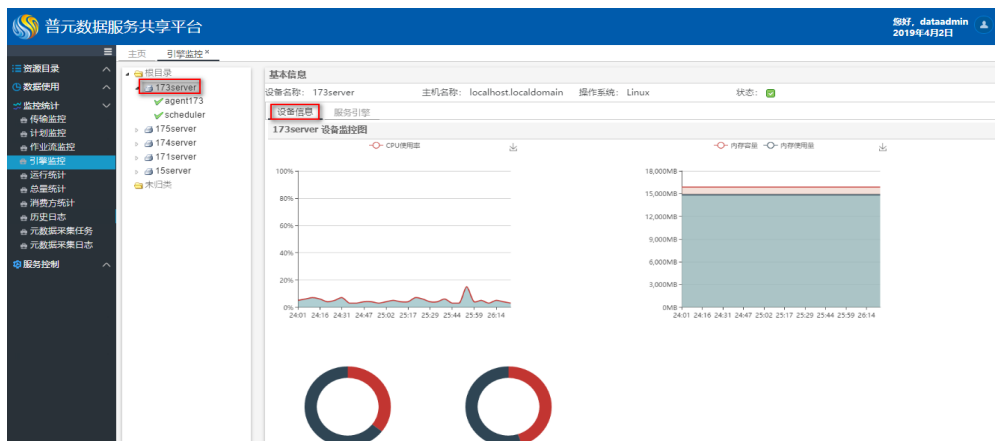 普元数据服务共享平台
您好，dataadmin
2019年4月2日
主页 引擎监控
资源目录
数据使用
监控统计
传输监控
计划监控
作业流监控
引擎监控
运行统计
总量统计
消费方统计
历史日志
元数据采集任务
元数据采集日志
服务控制
根目录
173server
agent173
scheduler
175server
174server
171server
15server
未归类
基本信息
设备名称: 173server 主机名称: localhost.localdomain 操作系统: Linux 状态:
设备信息 服务引擎
173server 设备监控图
CPU使用率
100%
80%
60%
40%
20%
0%
24:01 24:16 24:31 24:47 25:02 25:17 25:29 25:44 25:59 26:14
内存容量 内存使用量
18,000MB
15,000MB
12,000MB
9,000MB
6,000MB
3,000MB
0MB
24:01 24:16 24:31 24:47 25:02 25:17 25:29 25:44 25:59 26:14